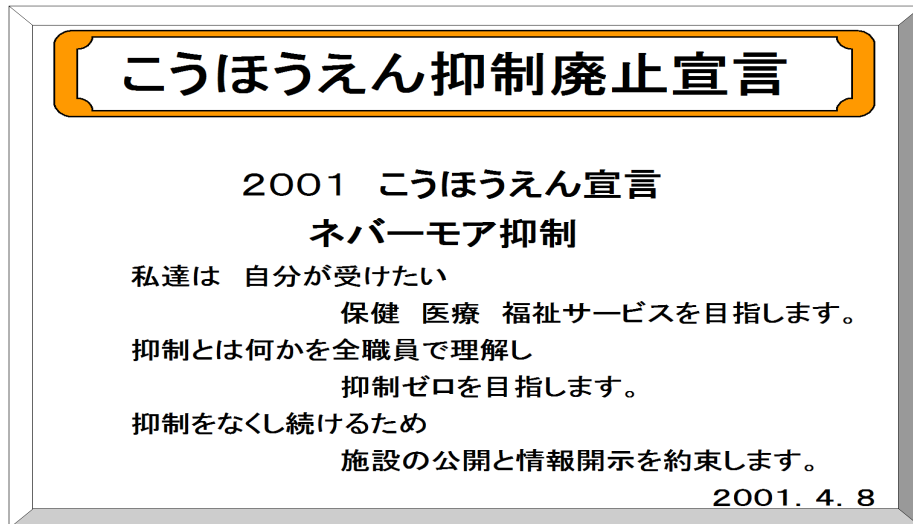 こうほうえん抑制廃止宣言
2001　こうほうえん宣言
ネバーモア抑制
私達は　自分が受けたい
保健　医療　福祉サービスを目指します。
抑制とは何かを全職員で理解し
抑制ゼロを目指します。
抑制をなくし続けるため
施設の公開と情報開示を約束します。
2001．4．8